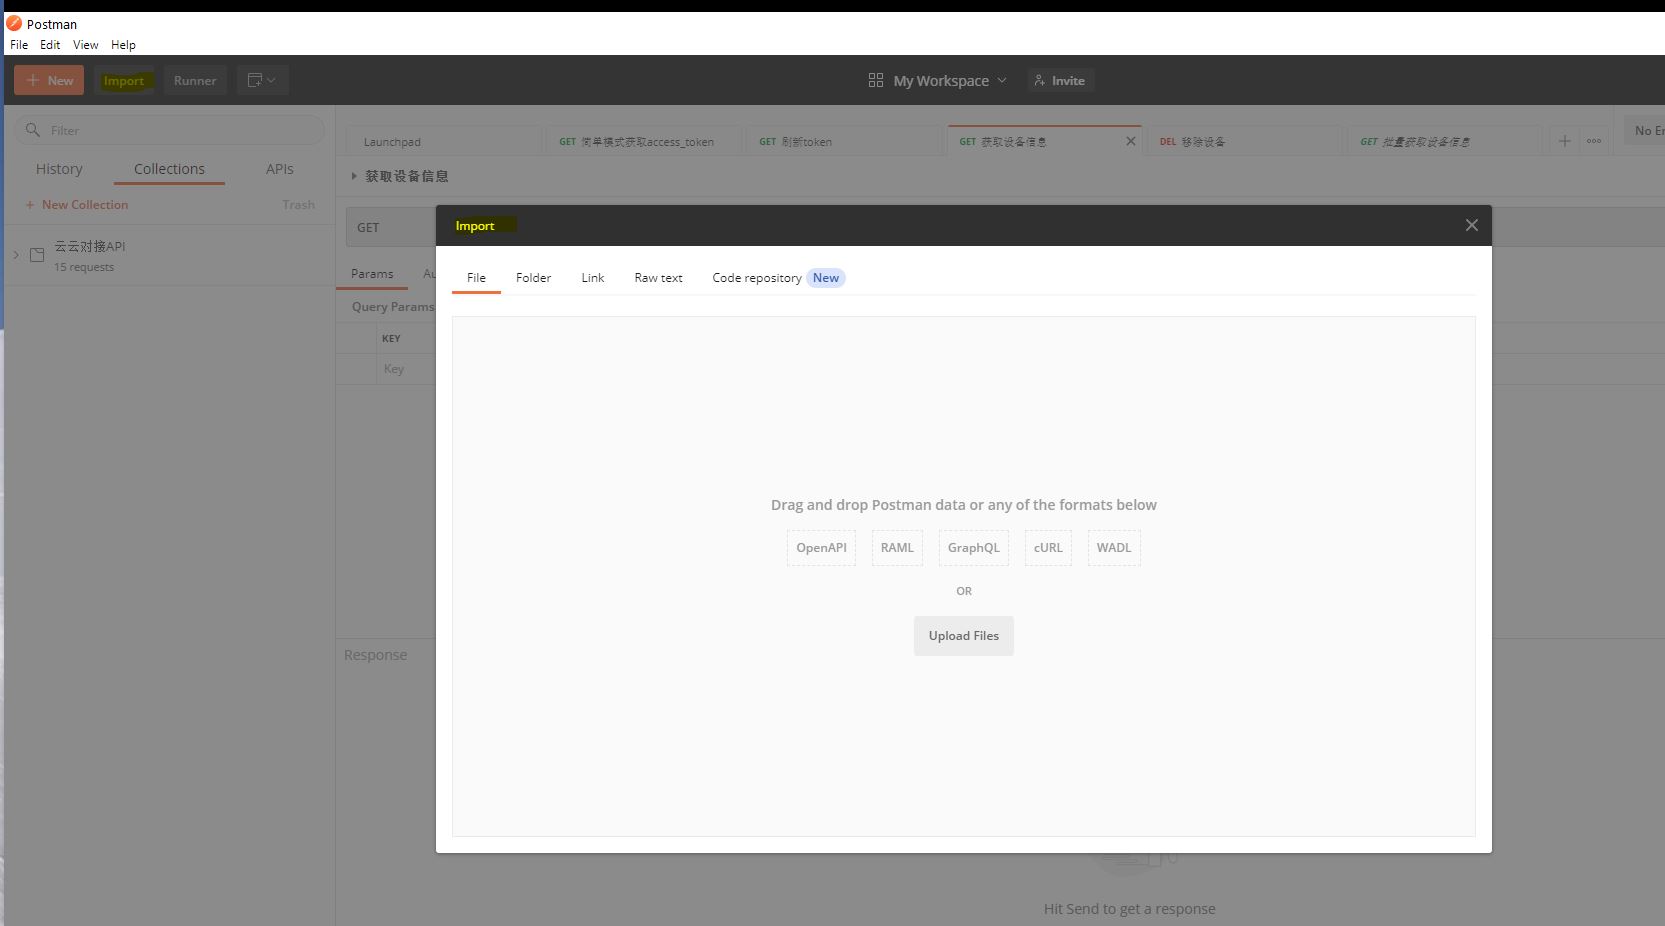 Postman
File Edit View Help
New Import Runner My Workspace Invite
Filter
Launchpad GET 简单模式获取access_token GET 刷新token GET 获取设备信息 DEL 移除设备 GET 批量获取设备信息
History Collections APIs
获取设备信息
New Collection Trash
云云对接API
15 requests
GET
Params
Query Params
KEY
Key
Response
Import
File Folder Link Raw text Code repository New
Drag and drop Postman data or any of the formats below
OpenAPI RAML GraphQL cURL WADL
OR
Upload Files
Hit Send to get a response